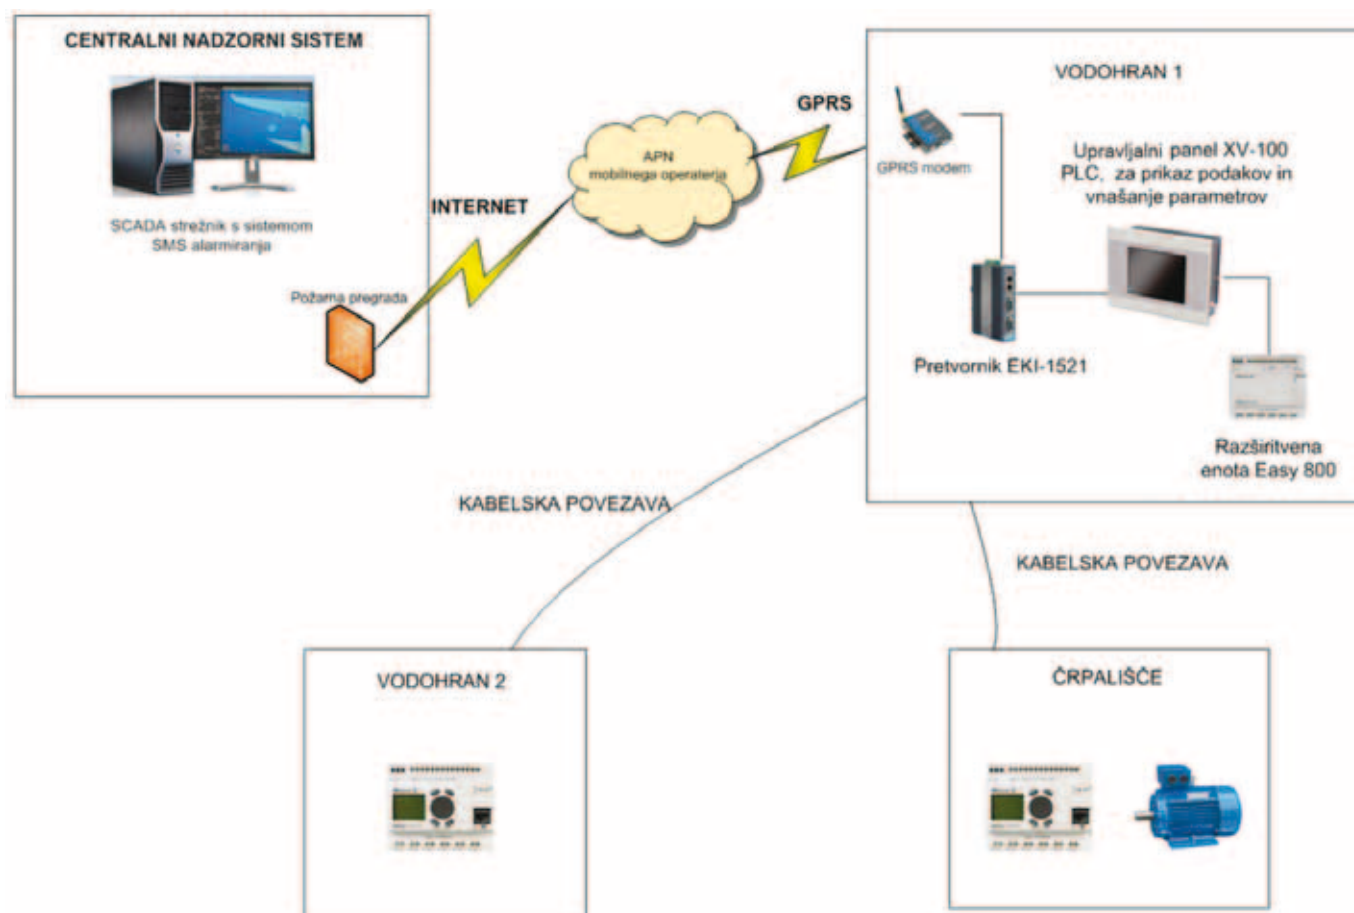 CENTRALNI NADZORNI SISTEM
SCADA strežnik s sistemom
SMS alarmiranja
Požarna pregrada
INTERNET
APN
mobilnega operaterja
GPRS
VODOHRAN 1
GPRS modem
Upravljalni panel XV-100
PLC, za prikaz podakov in
vnašanje parametrov
Pretvornik EKI-1521
Razširitvena
enota Easy 800
KABELSKA POVEZAVA
KABELSKA POVEZAVA
VODOHRAN 2
ČRPALIŠČE